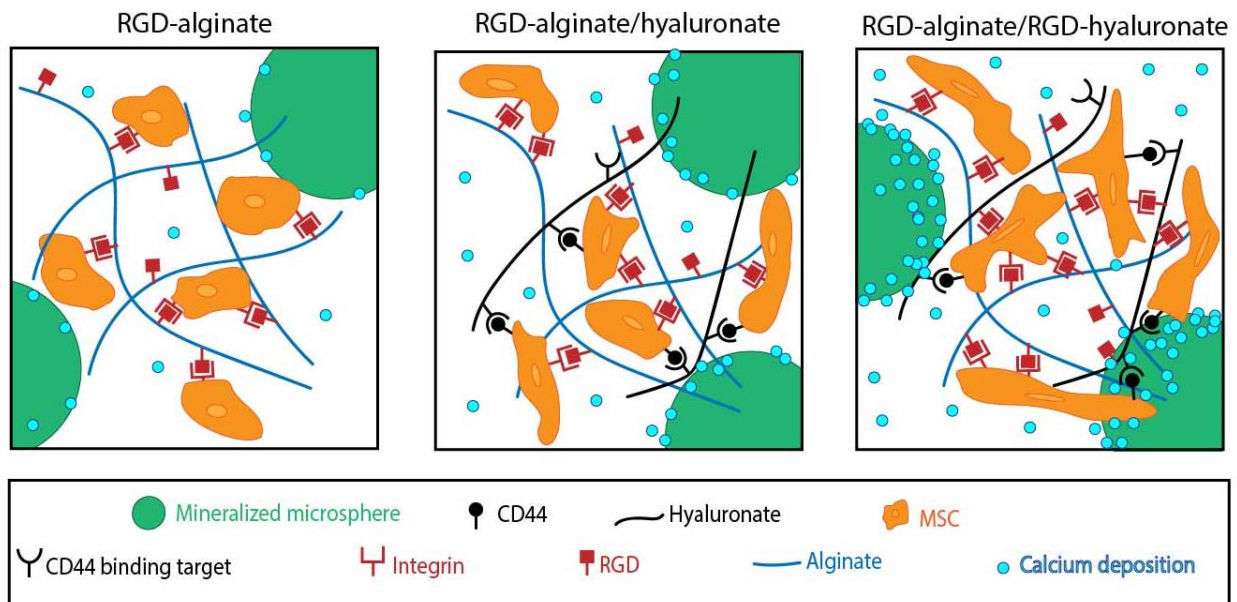 RGD-alginate
RGD-alginate/hyaluronate
RGD-alginate/RGD-hyaluronate
Mineralized microsphere
CD44
Hyaluronate
MSC
CD44 binding target
Integrin
RGD
Alginate
Calcium deposition